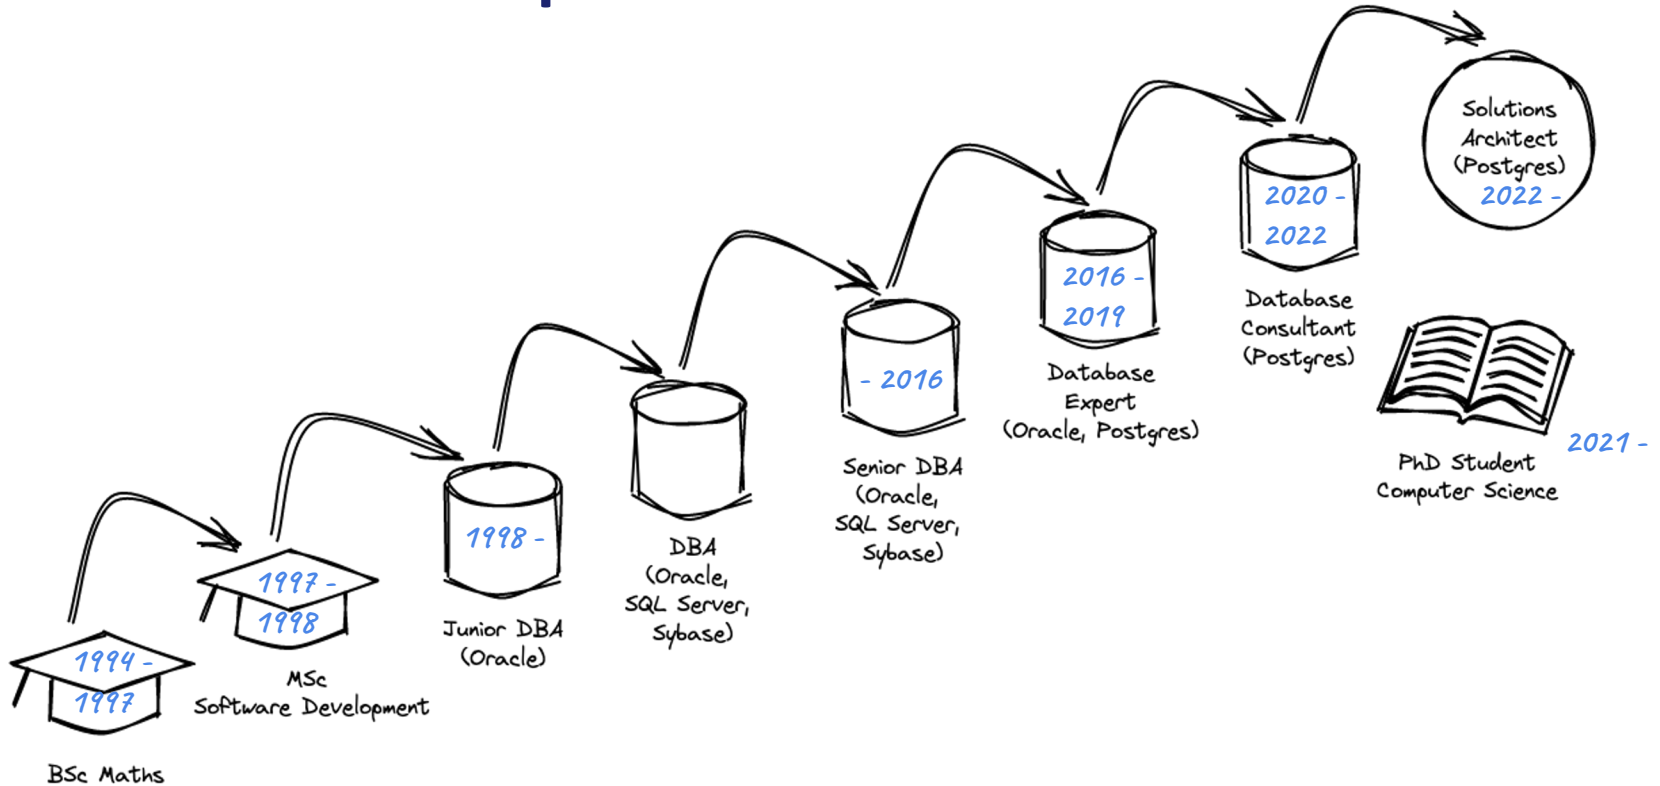 1994 -
1997
BSc Maths
1997 -
1998
MSc
Software Development
1998 -
Junior DBA
(Oracle)
DBA
(Oracle,
SQL Server,
Sybase)
- 2016
Senior DBA
(Oracle,
SQL Server,
Sybase)
2016 -
2019
Database
Expert
(Oracle, Postgres)
2020 -
2022
Database
Consultant
(Postgres)
Solutions
Architect
(Postgres)
2022 -
2021 -
PhD Student
Computer Science